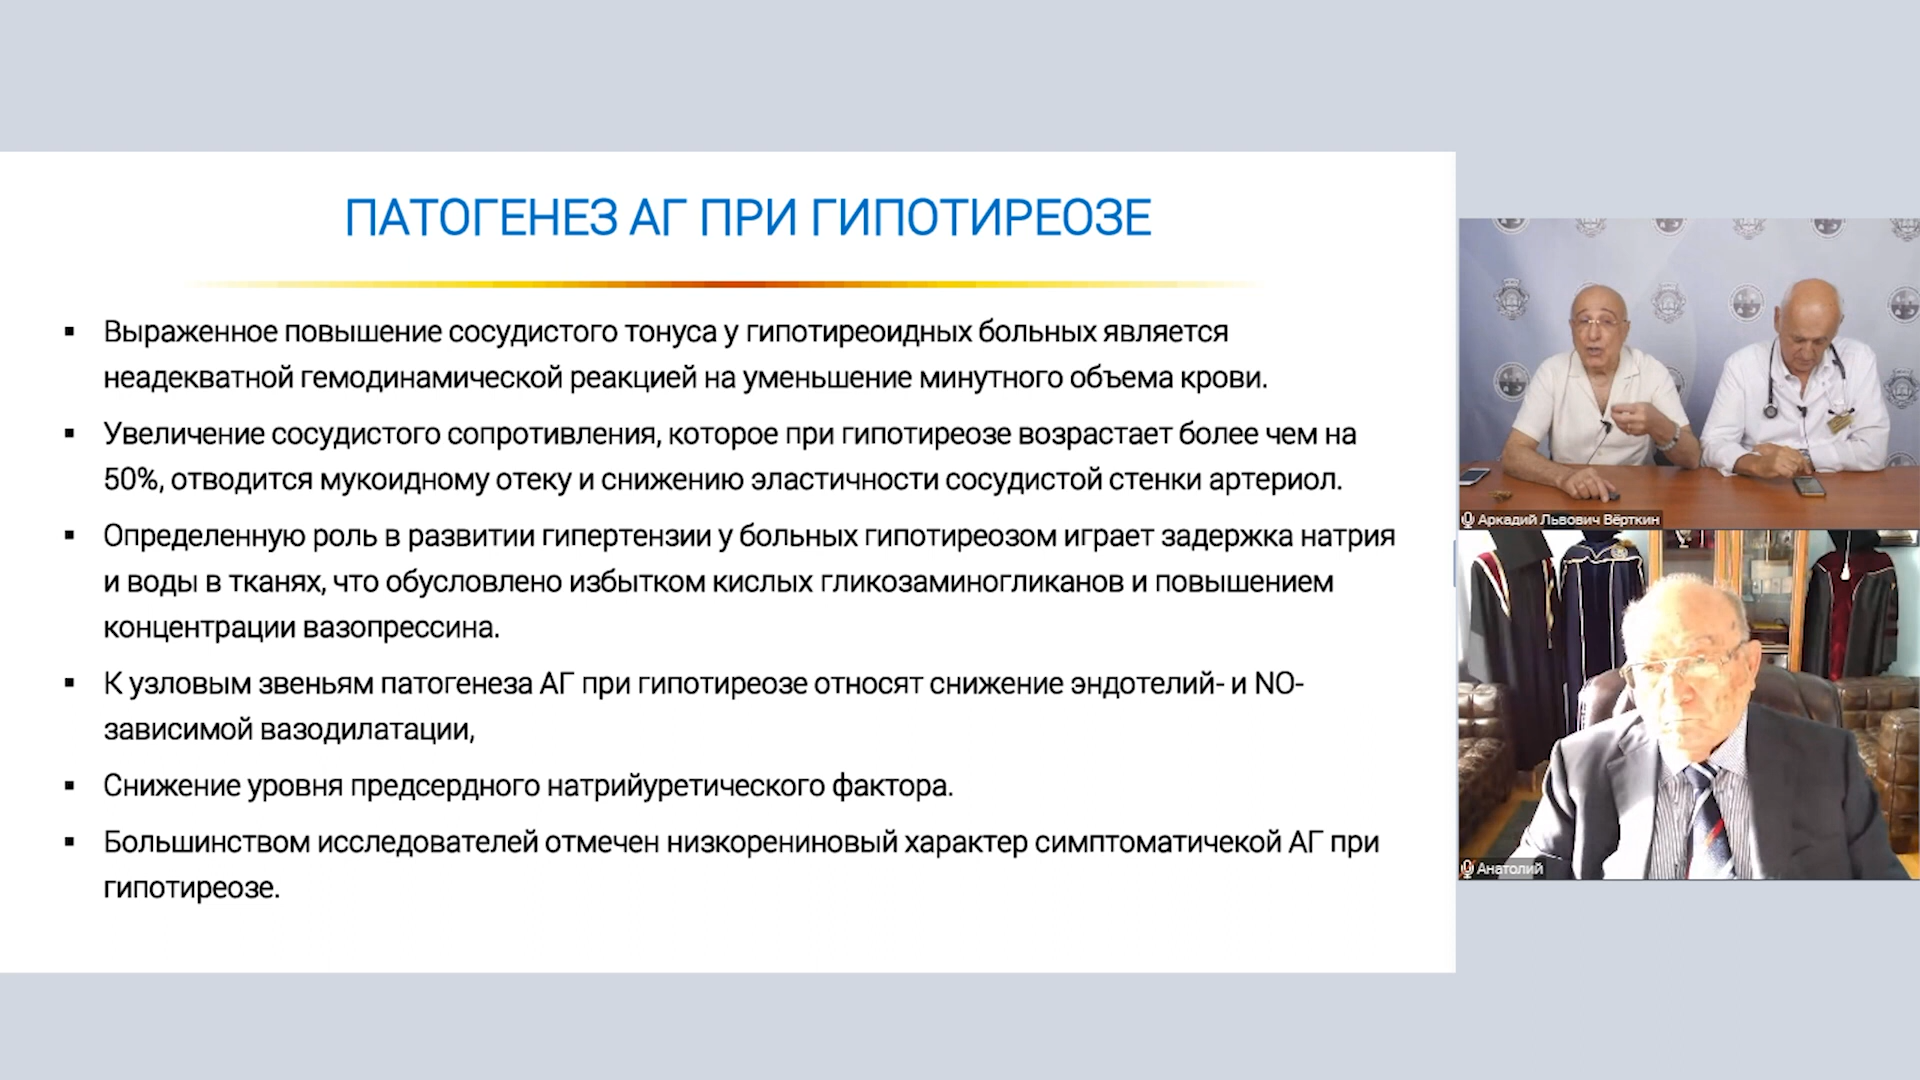 ПАТОГЕНЕЗ АГ ПРИ ГИПОТИРЕОЗЕ
▪ Выраженное повышение сосудистого тонуса у гипотиреоидных больных является
неадекватной гемодинамической реакцией на уменьшение минутного объема крови.
▪ Увеличение сосудистого сопротивления, которое при гипотиреозе возрастает более чем на
50%, отводится мукоидному отеку и снижению эластичности сосудистой стенки артериол.
▪ Определенную роль в развитии гипертензии у больных гипотиреозом играет задержка натрия
и воды в тканях, что обусловлено избытком кислых гликозаминогликанов и повышением
концентрации вазопрессина.
▪ К узловым звеньям патогенеза АГ при гипотиреозе относят снижение эндотелий- и NO-
зависимой вазодилатации,
▪ Снижение уровня предсердного натрийуретического фактора.
▪ Большинством исследователей отмечен низкорениновый характер симптоматичекой АГ при
гипотиреозе.
Аркадий Львович Вёрткин
Анатолий